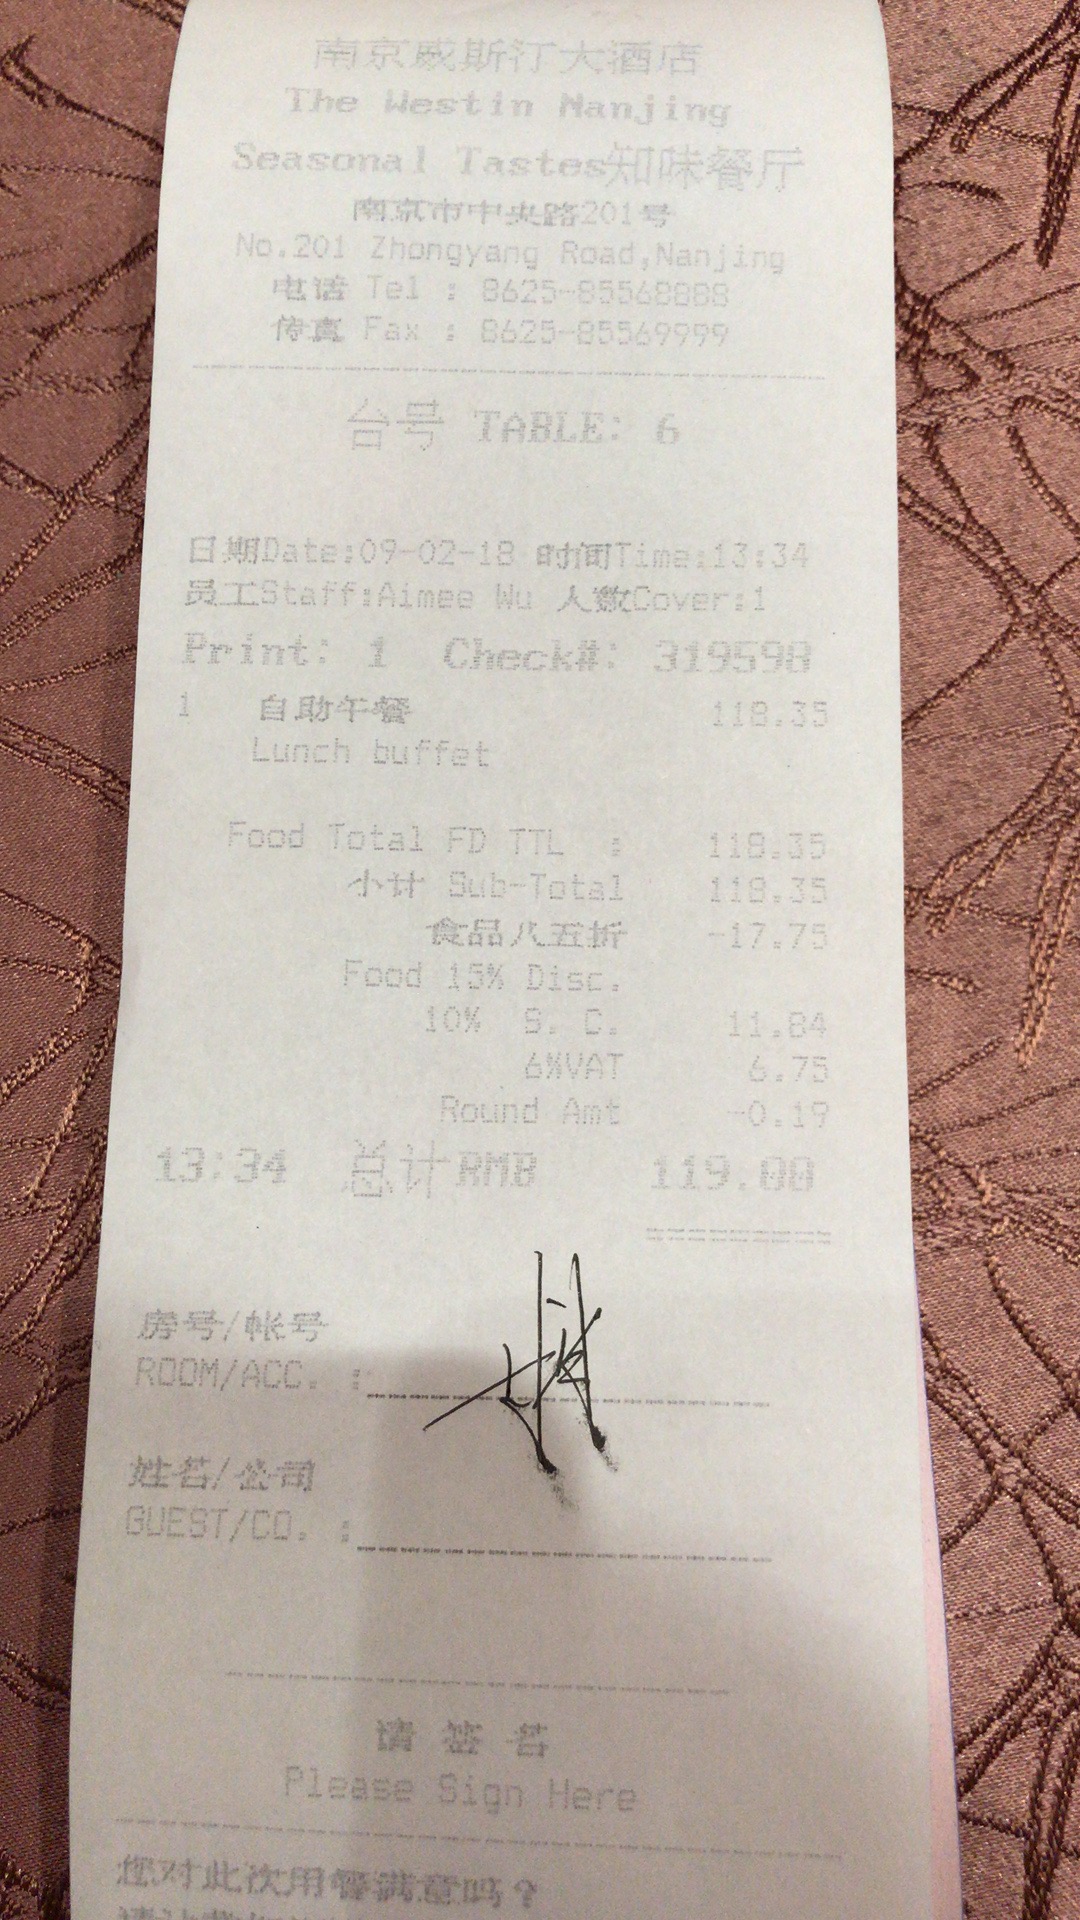 南京威斯汀大酒店
The Westin Nanjing
Seasonal Tastes知味餐厅
南京市中央路201号
No.201 Zhongyang Road,Nanjing
电话 Tel : 8625-85568888
传真 Fax : 8625-85569999
台号 TABLE: 6
日期Date:09-02-18 时间Time:13:34
员工Staff:Aimee Wu 人数Cover:1
Print: 1 Check#: 319598
1 自助午餐 118.35
Lunch buffet
Food Total FD TTL : 118.35
小计 Sub-Total 118.35
食品八五折 -17.75
Food 15% Disc.
10% S. C. 11.84
6%VAT 6.75
Round Amt -0.19
13:34 总计RMB 119.00
房号/帐号
ROOM/ACC. :
姓名/公司
GUEST/CO. :
请 签 名
Please Sign Here
您对此次用餐满意吗？